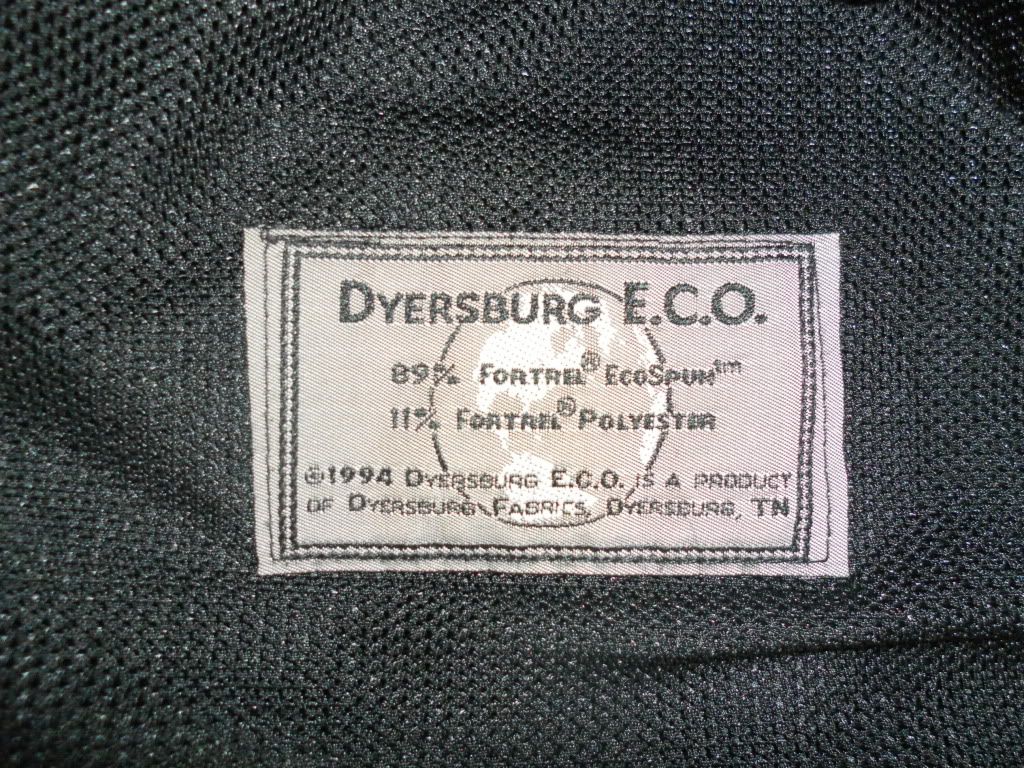 DYERSBURG E.C.O.
89% FORTREL® ECOSPUN™
11% FORTREL® POLYESTER
©1994 DYERSBURG E.C.O. IS A PRODUCT
OF DYERSBURG FABRICS, DYERSBURG, TN